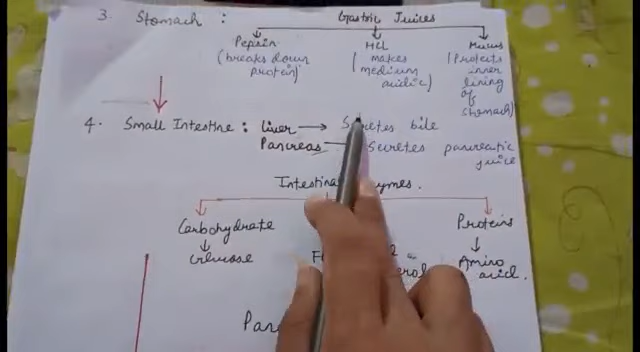 3. Stomach : Gastric Juices
Pepsin HCL Mucus
(breaks down (makes (Protects
protein) medium inner
acidic) lining
of
stomach)
4. Small Intestine : Liver → Secretes bile
Pancreas → Secretes pancreatic
juice
Carbohydrate Proteins
Glucose Amino
acid.